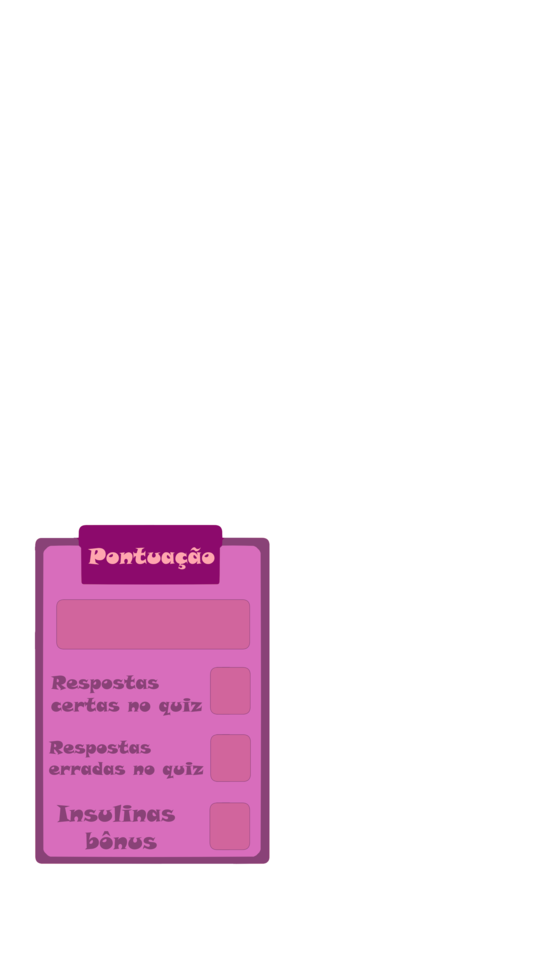 Pontuação
Respostas
certas no quiz
Respostas
erradas no quiz
Insulinas
bônus